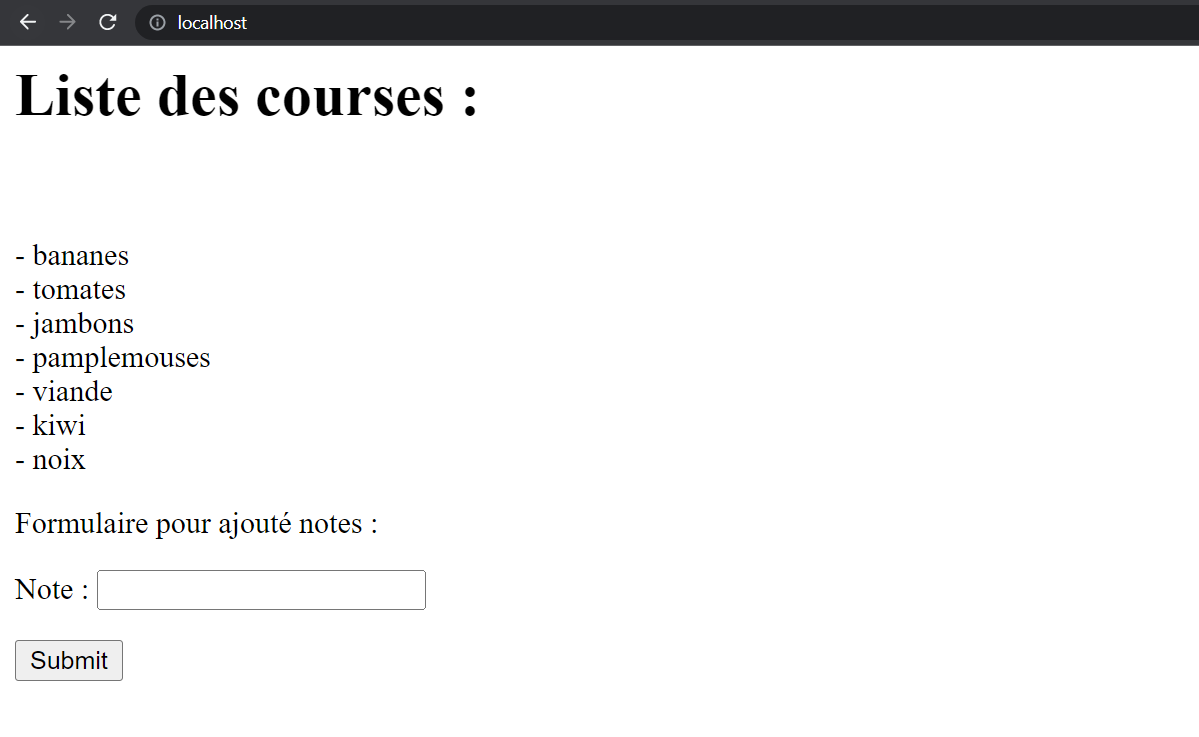 localhost
Liste des courses :
- bananes
- tomates
- jambons
- pamplemouses
- viande
- kiwi
- noix
Formulaire pour ajouté notes :
Note :
Submit